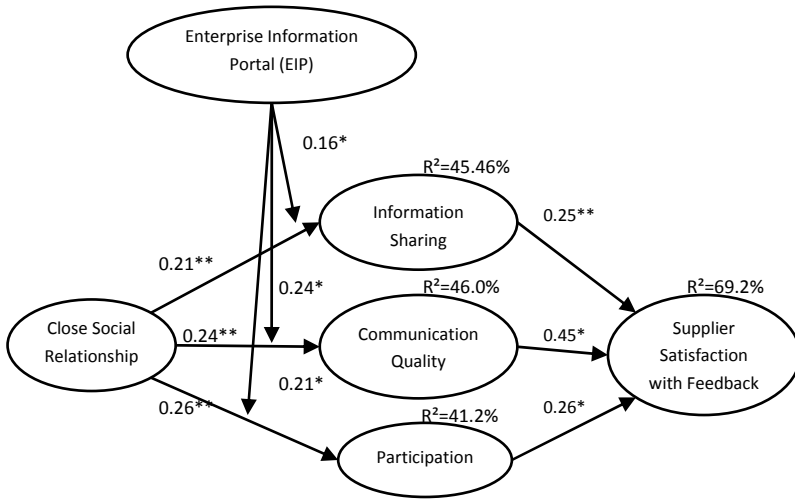 Enterprise Information
Portal (EIP)
0.16*
R²=45.46%
Information
Sharing
0.25**
0.21**
0.24*
R²=46.0%
R²=69.2%
Close Social
Relationship
0.24**
Communication
Quality
0.45*
Supplier
Satisfaction
with Feedback
0.21*
0.26**
R²=41.2%
0.26*
Participation